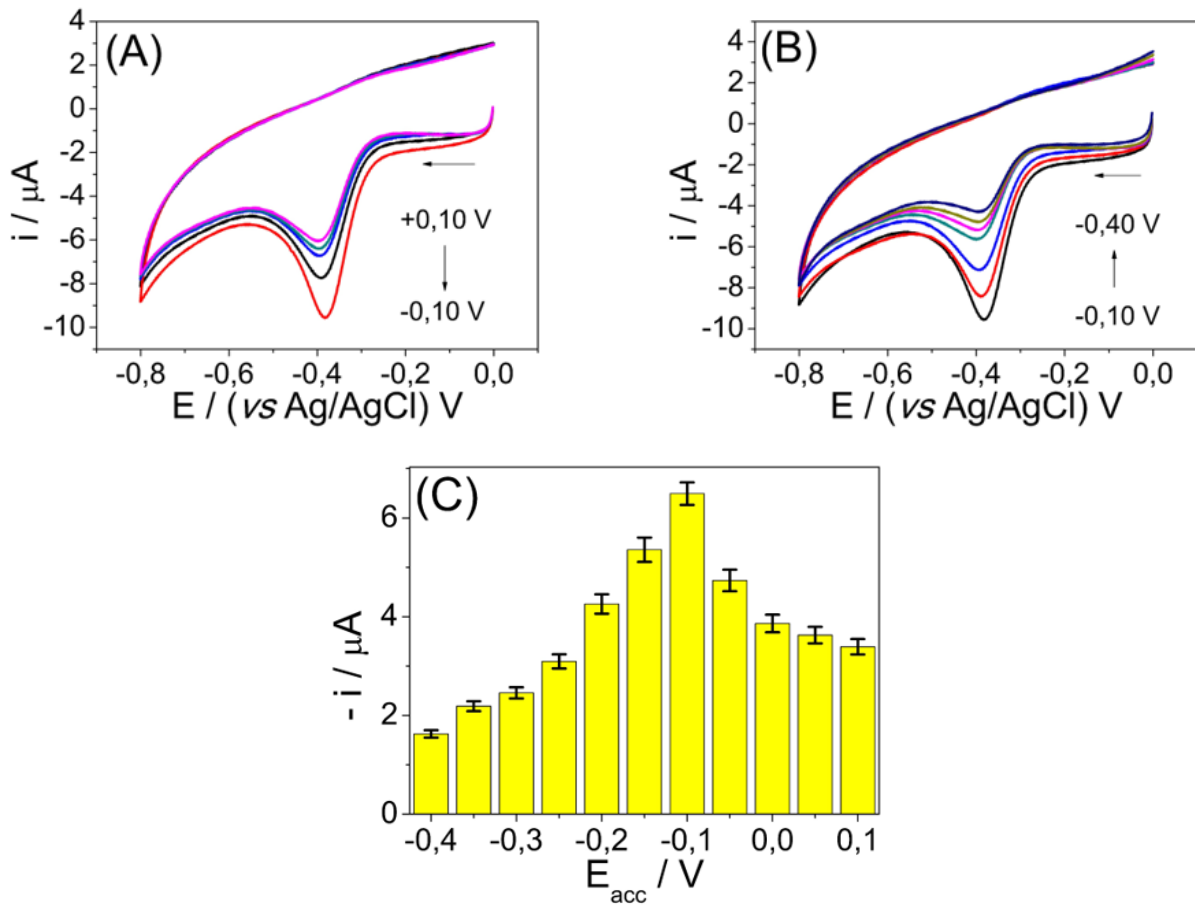 (A)
4
2
0
-2
-4
-6
-8
-10
i / μA
+0,10 V
-0,10 V
-0,8 -0,6 -0,4 -0,2 0,0
E / (vs Ag/AgCl) V
(B)
4
2
0
-2
-4
-6
-8
-10
i / μA
-0,40 V
-0,10 V
-0,8 -0,6 -0,4 -0,2 0,0
E / (vs Ag/AgCl) V
(C)
6
4
2
0
- i / μA
-0,4 -0,3 -0,2 -0,1 0,0 0,1
E acc / V